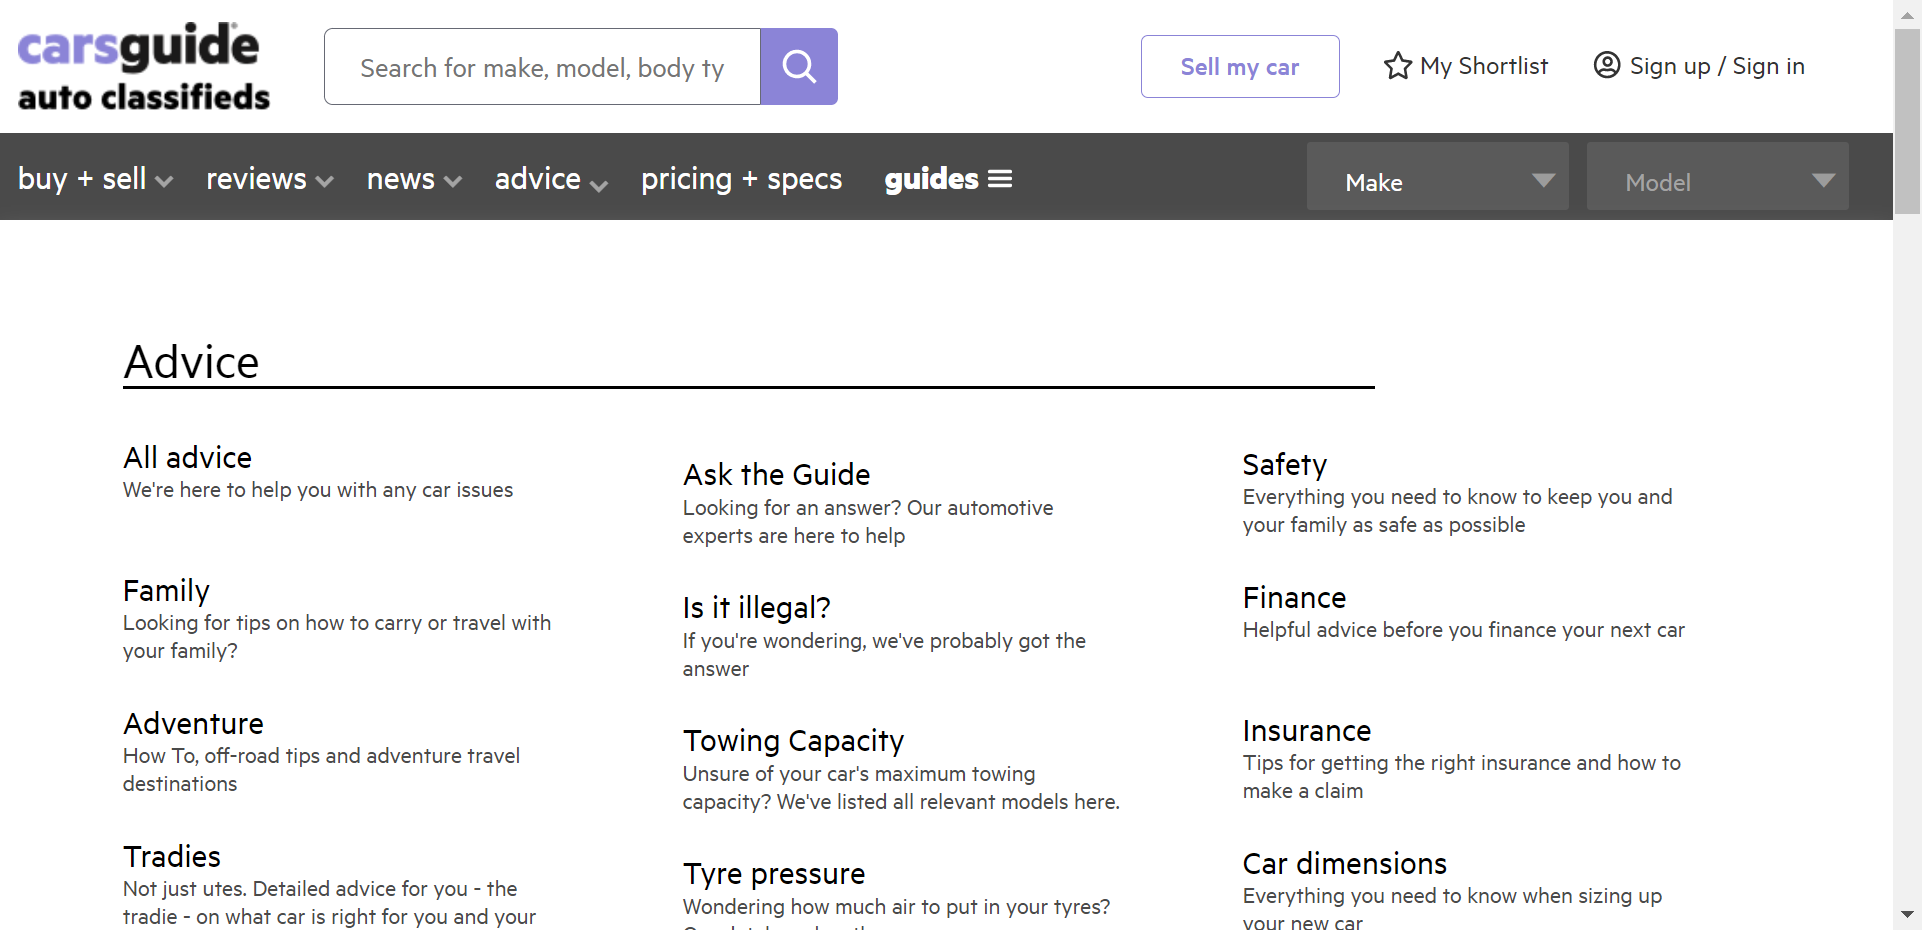 carsguide
auto classifieds
Search for make, model, body ty
Sell my car
My Shortlist
Sign up / Sign in
buy + sell
reviews
news
advice
pricing + specs
guides
Make
Model
Advice
All advice
We're here to help you with any car issues
Ask the Guide
Looking for an answer? Our automotive
experts are here to help
Safety
Everything you need to know to keep you and
your family as safe as possible
Family
Looking for tips on how to carry or travel with
your family?
Is it illegal?
If you're wondering, we've probably got the
answer
Finance
Helpful advice before you finance your next car
Adventure
How To, off-road tips and adventure travel
destinations
Towing Capacity
Unsure of your car's maximum towing
capacity? We've listed all relevant models here.
Insurance
Tips for getting the right insurance and how to
make a claim
Tradies
Not just utes. Detailed advice for you - the
tradie - on what car is right for you and your
Tyre pressure
Wondering how much air to put in your tyres?
Car dimensions
Everything you need to know when sizing up
your new car